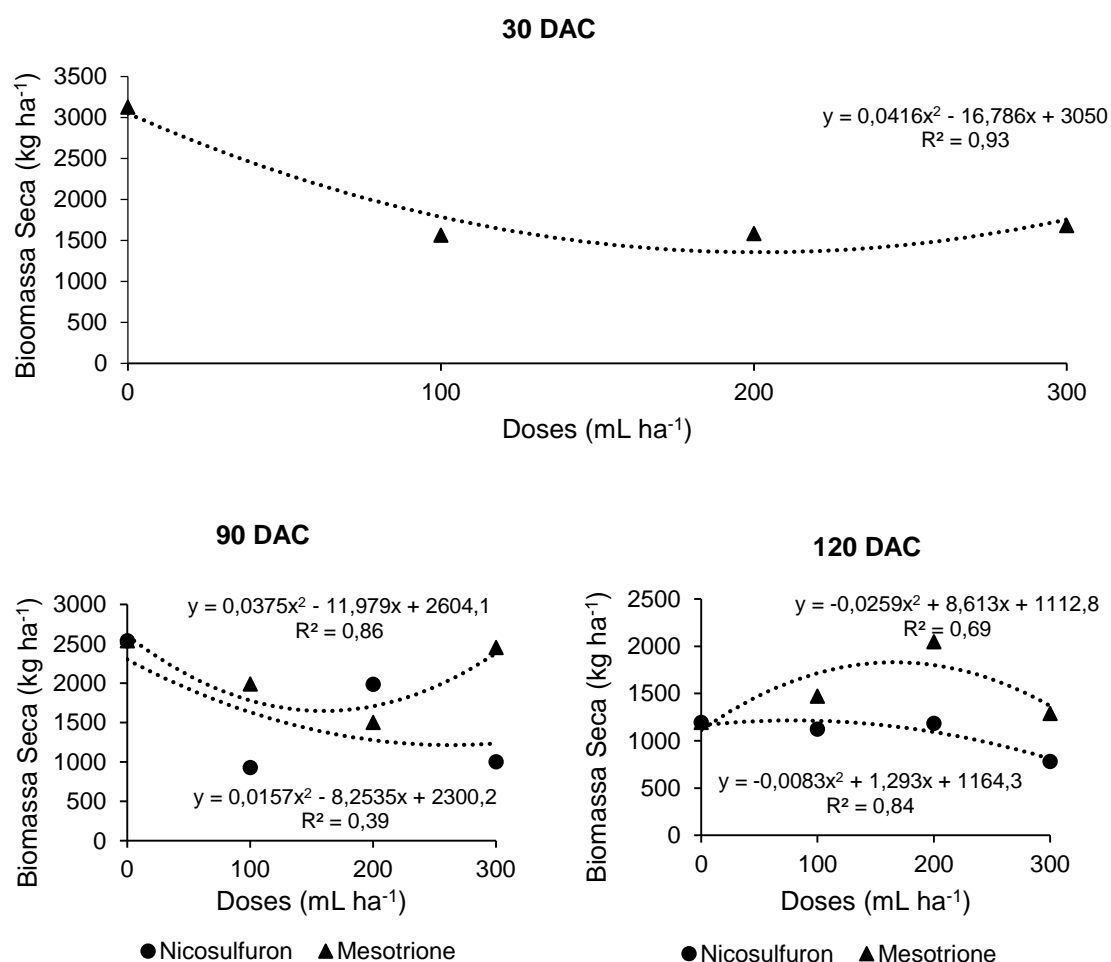 30 DAC
3500
3000
2500
2000
1500
1000
500
0
Bioomassa Seca (kg ha-1)
y = 0,0416x2 - 16,786x + 3050
R² = 0,93
0 100 200 300
Doses (mL ha-1)
90 DAC
3000
2500
2000
1500
1000
500
0
Biomassa Seca (kg ha-1)
y = 0,0375x2 - 11,979x + 2604,1
R² = 0,86
y = 0,0157x2 - 8,2535x + 2300,2
R² = 0,39
0 100 200 300
Doses (mL ha-1)
Nicosulfuron Mesotrione
120 DAC
2500
2000
1500
1000
500
0
Biomassa Seca (kg ha-1)
y = -0,0259x2 + 8,613x + 1112,8
R² = 0,69
y = -0,0083x2 + 1,293x + 1164,3
R² = 0,84
0 100 200 300
Doses (mL ha-1)
Nicosulfuron Mesotrione